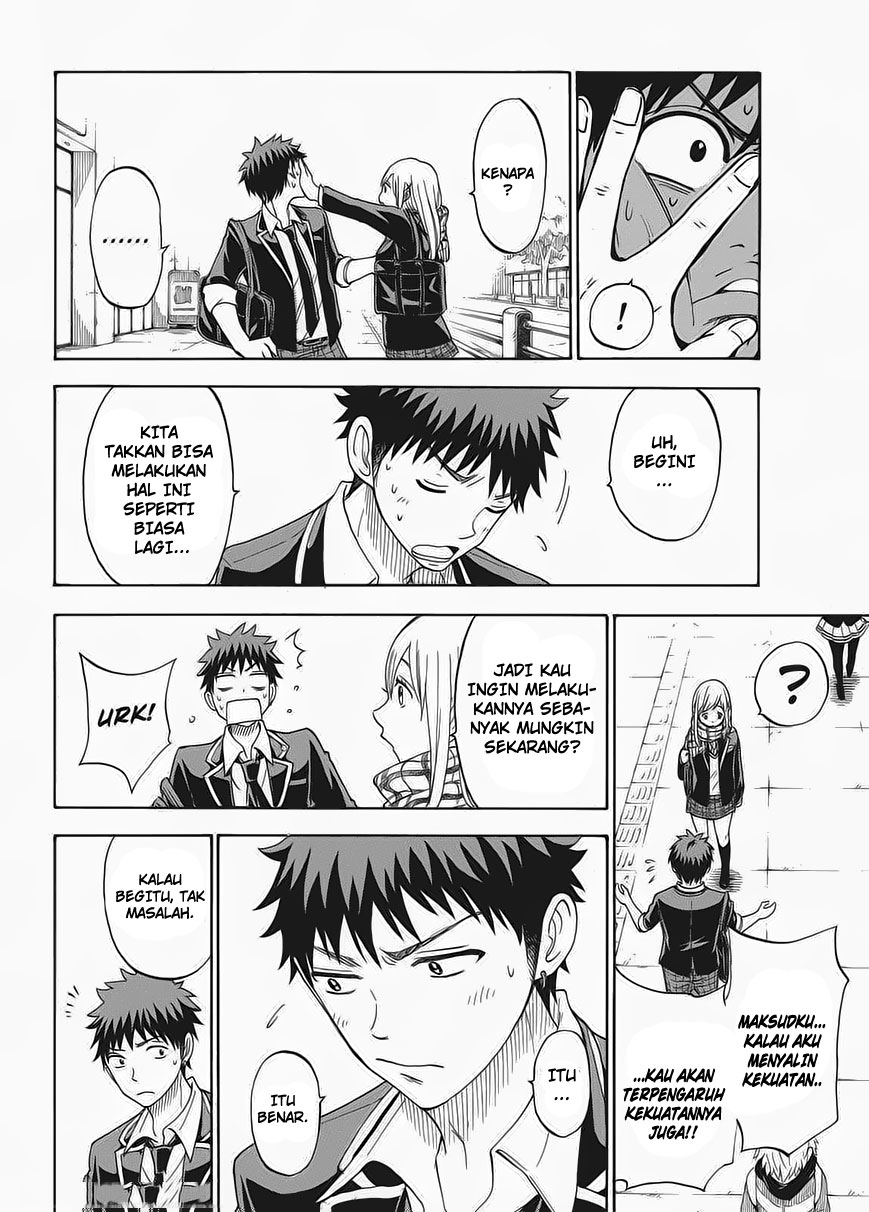 !
KENAPA
?
......
UH,
BEGINI
...
KITA
TAKKAN BISA
MELAKUKAN
HAL INI
SEPERTI
BIASA
LAGI...
?
MAKSUDKU...
KALAU AKU
MENYALIN
KEKUATAN..
...KAU AKAN
TERPENGARUH
KEKUATANNYA
JUGA!!
JADI KAU
INGIN MELAKU-
KANNYA SEBA-
NYAK MUNGKIN
SEKARANG?
URK!
ITU
...
ITU
BENAR.
KALAU
BEGITU, TAK
MASALAH.